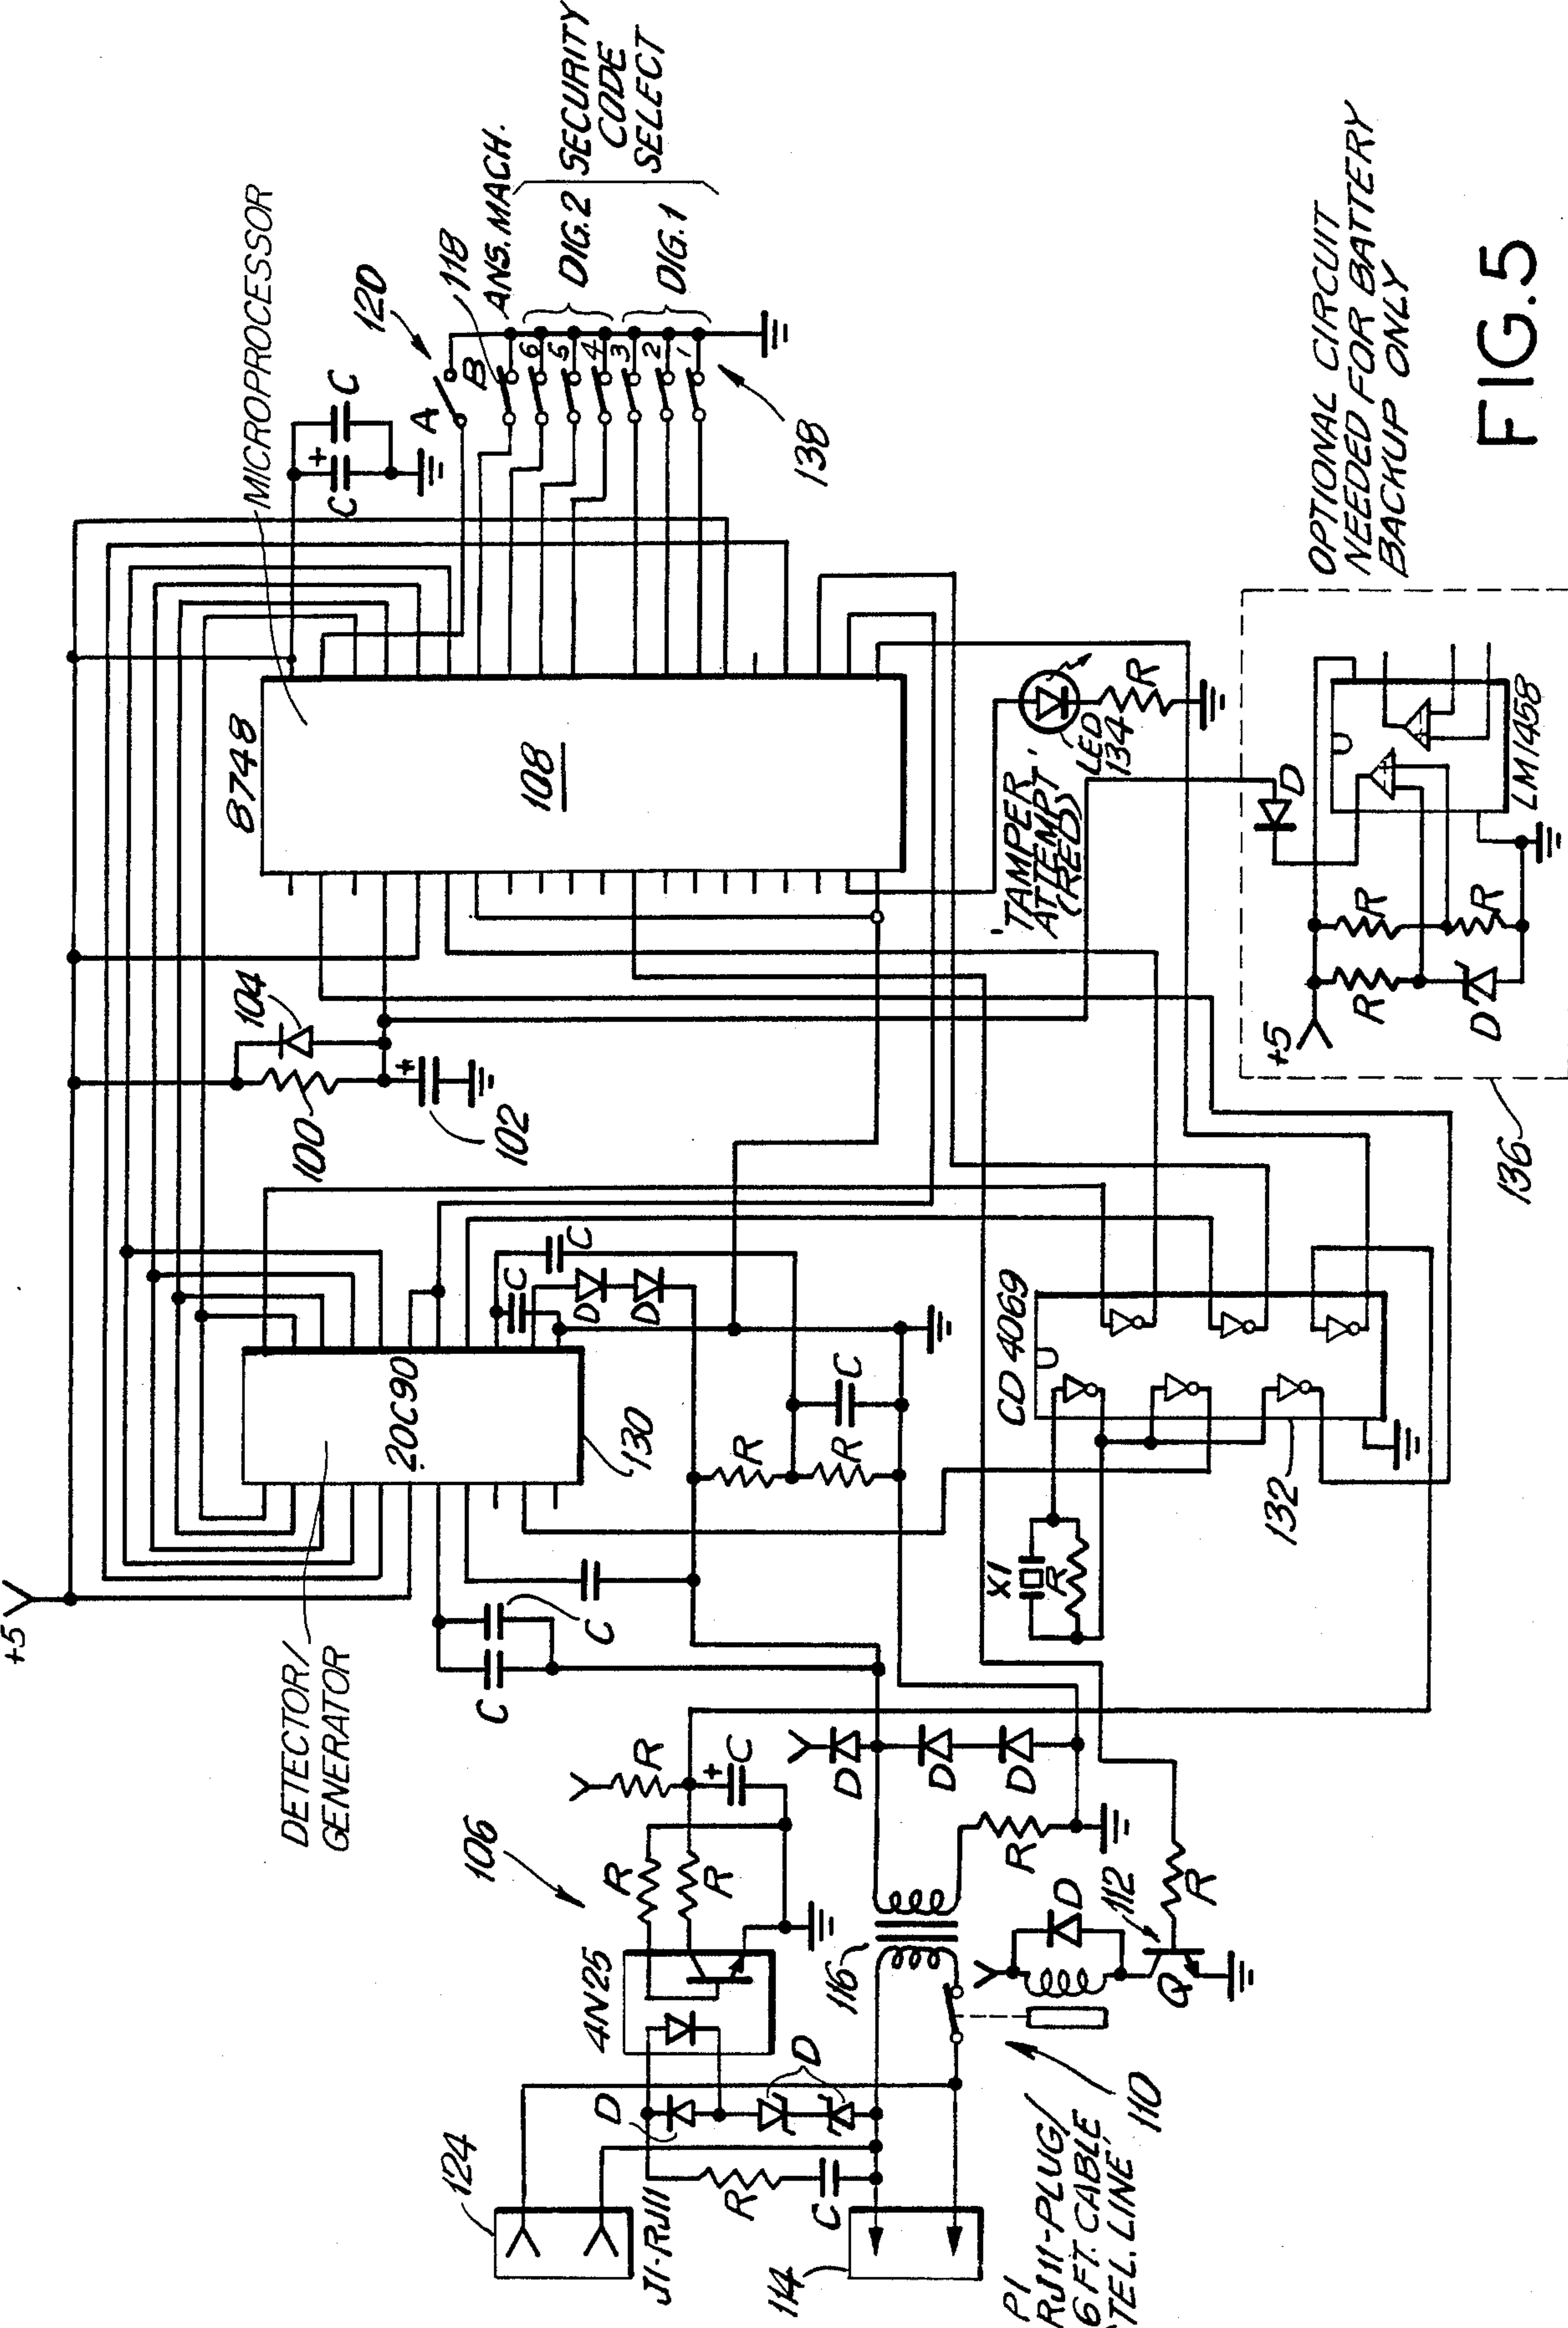 +5
DETECTOR/
GENERATOR
20C90
130
100
104
102
8748
108
MICROPROCESSOR
C
C
120
A
B
118
ANS. MACH.
6
5
4
3
2
1
DIG. 2
DIG. 1
SECURITY
CODE
SELECT
138
'TAMPER
ATTEMPT'
(RED)
LED
134
R
C
C
C
C
D
D
R
R
C
106
4N25
R
R
R
C
D
D
D
R
124
J1-RJ11
D
D
R
C
114
116
P1
RJ11-PLUG/
6 FT. CABLE,
'TEL. LINE'
110
112
D
Q
R
X1
R
CD 4069
132
136
+5
R
R
R
D
D
LM1458
OPTIONAL CIRCUIT
NEEDED FOR BATTERY
BACKUP ONLY
FIG. 5